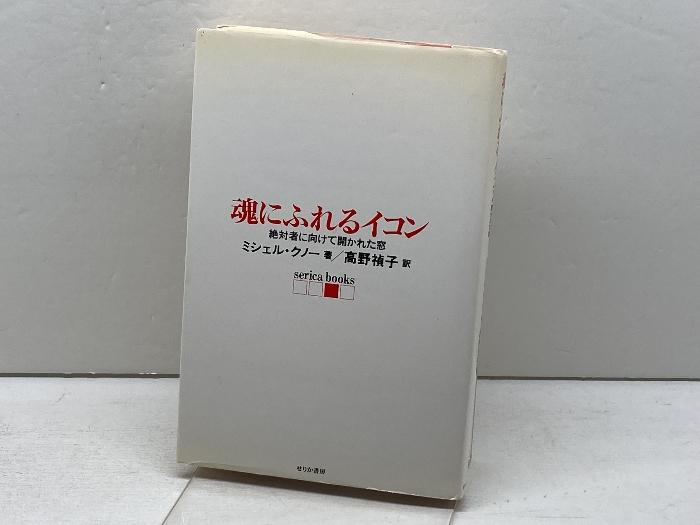 魂にふれるイコン
絶対者に向けて開かれた窓
ミシェル・クノー 著／高野禎子 訳
serica books
せりか書房